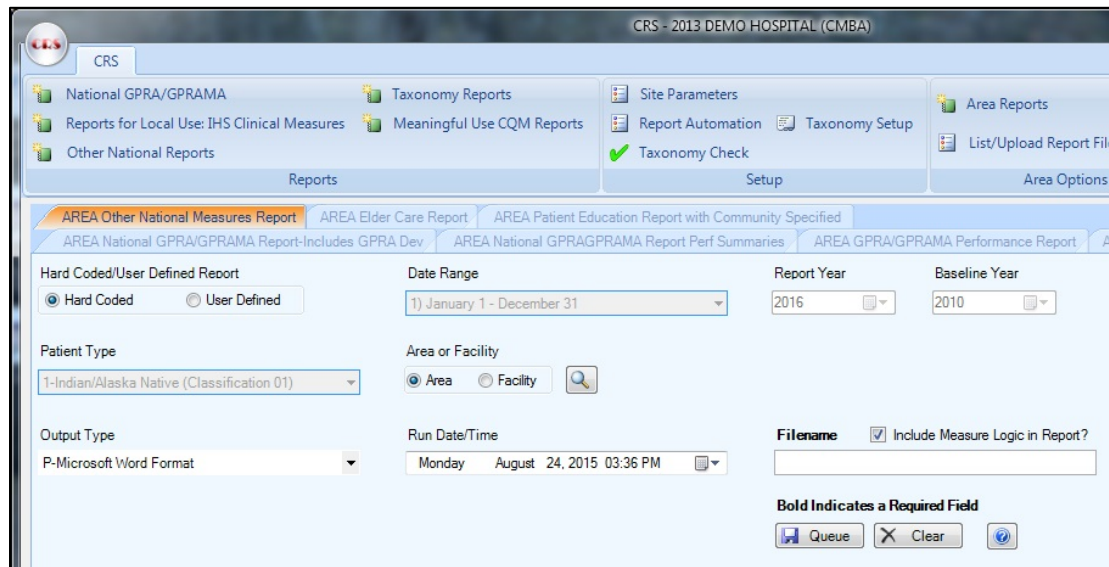 CRS - 2013 DEMO HOSPITAL (CMBA)
CRS
CRS
National GPRA/GPRAMA
Taxonomy Reports
Site Parameters
Area Reports
Reports for Local Use: IHS Clinical Measures
Meaningful Use CQM Reports
Report Automation
Taxonomy Setup
List/Upload Report Fil
Other National Reports
Taxonomy Check
Reports
Setup
Area Options
AREA Other National Measures Report
AREA Elder Care Report
AREA Patient Education Report with Community Specified
AREA National GPRA/GPRAMA Report-Includes GPRA Dev
AREA National GPRAGPRAMA Report Perf Summaries
AREA GPRA/GPRAMA Performance Report
A
Hard Coded/User Defined Report
Date Range
Report Year
Baseline Year
Hard Coded
User Defined
1) January 1 - December 31
2016
2010
Patient Type
Area or Facility
1-Indian/Alaska Native (Classification 01)
Area
Facility
Output Type
Run Date/Time
Filename
Include Measure Logic in Report?
P-Microsoft Word Format
Monday August 24, 2015 03:36 PM
Bold Indicates a Required Field
Queue
Clear